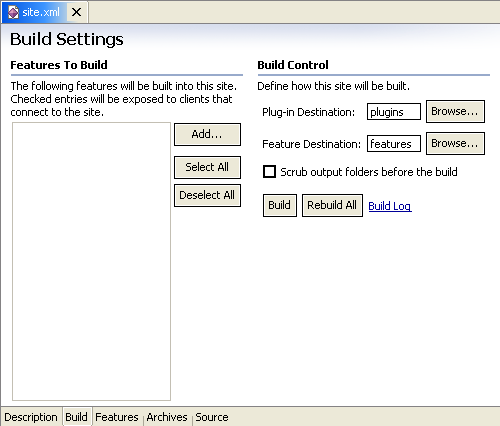 site.xml
Build Settings
Features To Build
The following features will be built into this site.
Checked entries will be exposed to clients that
connect to the site.
Add...
Select All
Deselect All
Build Control
Define how this site will be built.
Plug-in Destination: plugins Browse...
Feature Destination: features Browse...
Scrub output folders before the build
Build Rebuild All Build Log
Description Build Features Archives Source